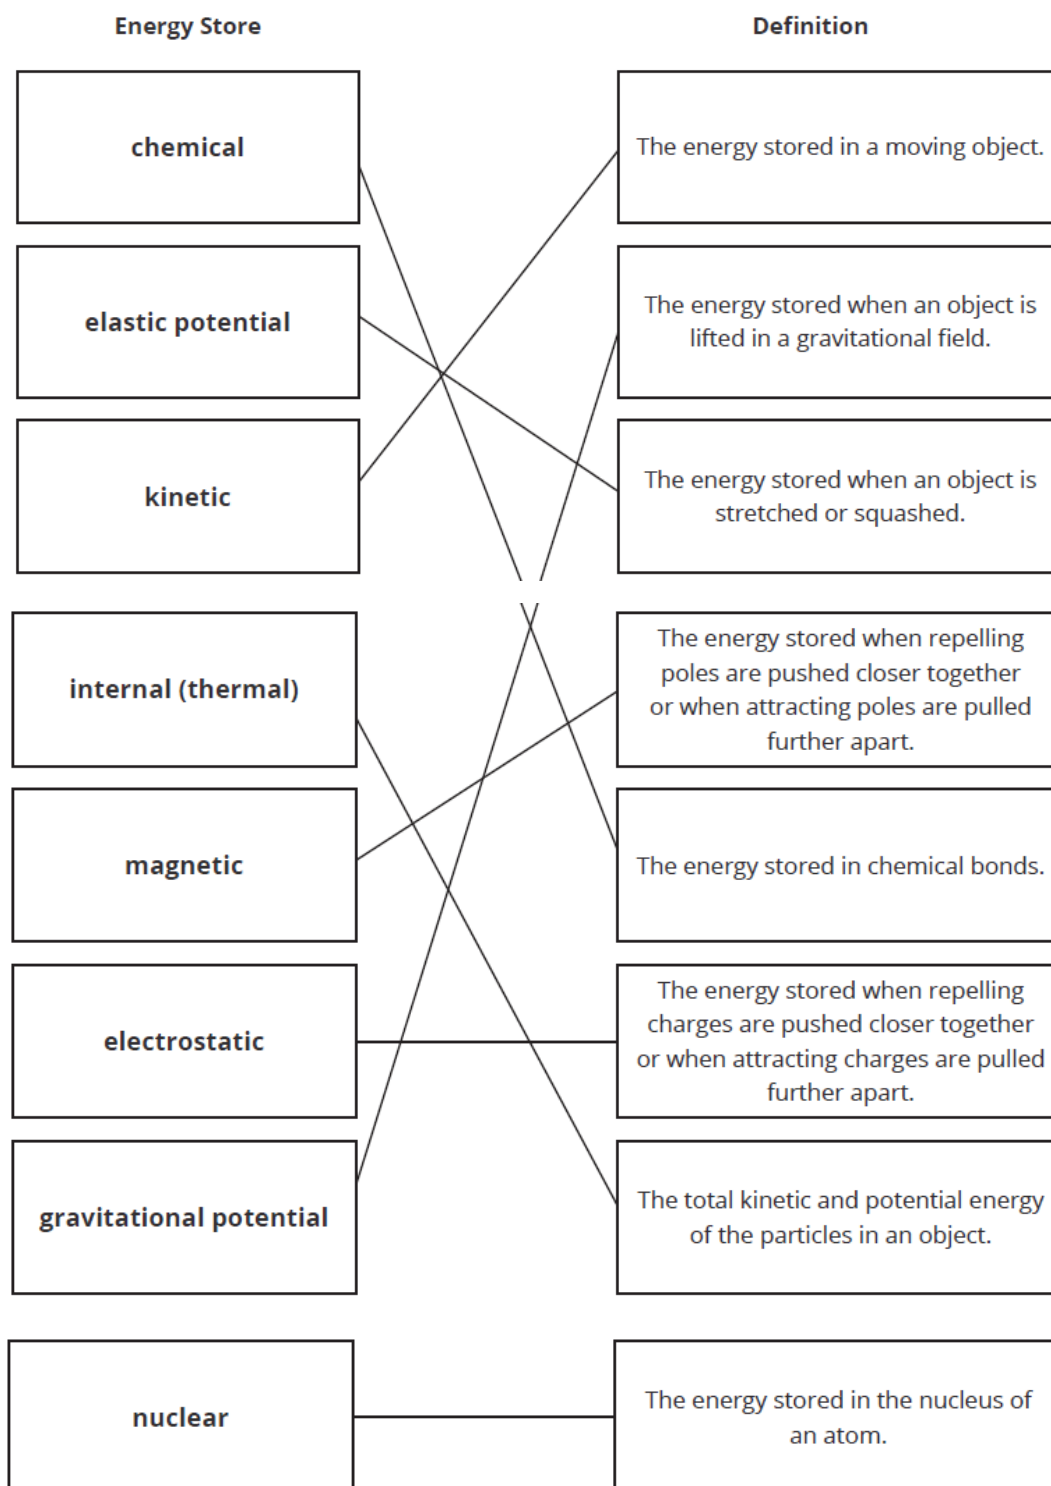 Energy Store
Definition
chemical
The energy stored in a moving object.
elastic potential
The energy stored when an object is
lifted in a gravitational field.
kinetic
The energy stored when an object is
stretched or squashed.
internal (thermal)
The energy stored when repelling
poles are pushed closer together
or when attracting poles are pulled
further apart.
magnetic
The energy stored in chemical bonds.
electrostatic
The energy stored when repelling
charges are pushed closer together
or when attracting charges are pulled
further apart.
gravitational potential
The total kinetic and potential energy
of the particles in an object.
nuclear
The energy stored in the nucleus of
an atom.